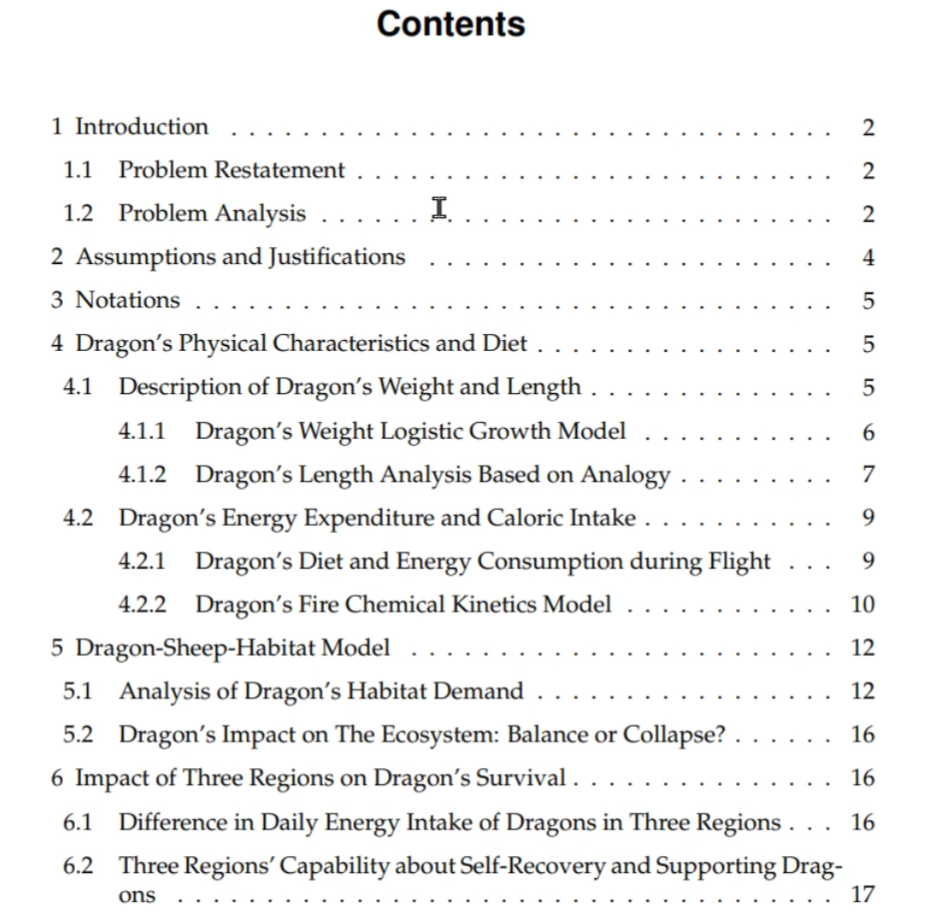 Contents
1 Introduction . . . . . . . . . . . . . . . . . . . . . . . . . . . . . . . . . . 2
1.1 Problem Restatement . . . . . . . . . . . . . . . . . . . . . . . . . . . 2
1.2 Problem Analysis . . . . . . . . . . . . . . . . . . . . . . . . . . . . 2
2 Assumptions and Justifications . . . . . . . . . . . . . . . . . . . . . . . 4
3 Notations . . . . . . . . . . . . . . . . . . . . . . . . . . . . . . . . . . . 5
4 Dragon's Physical Characteristics and Diet . . . . . . . . . . . . . . . . . 5
4.1 Description of Dragon's Weight and Length . . . . . . . . . . . . . . 5
4.1.1 Dragon's Weight Logistic Growth Model . . . . . . . . . . . 6
4.1.2 Dragon's Length Analysis Based on Analogy . . . . . . . . . 7
4.2 Dragon's Energy Expenditure and Caloric Intake . . . . . . . . . . . 9
4.2.1 Dragon's Diet and Energy Consumption during Flight . . . 9
4.2.2 Dragon's Fire Chemical Kinetics Model . . . . . . . . . . . . 10
5 Dragon-Sheep-Habitat Model . . . . . . . . . . . . . . . . . . . . . . . . 12
5.1 Analysis of Dragon's Habitat Demand . . . . . . . . . . . . . . . . . 12
5.2 Dragon's Impact on The Ecosystem: Balance or Collapse? . . . . . . 16
6 Impact of Three Regions on Dragon's Survival . . . . . . . . . . . . . . . 16
6.1 Difference in Daily Energy Intake of Dragons in Three Regions . . . 16
6.2 Three Regions' Capability about Self-Recovery and Supporting Drag-
ons . . . . . . . . . . . . . . . . . . . . . . . . . . . . . . . . . . . . . 17